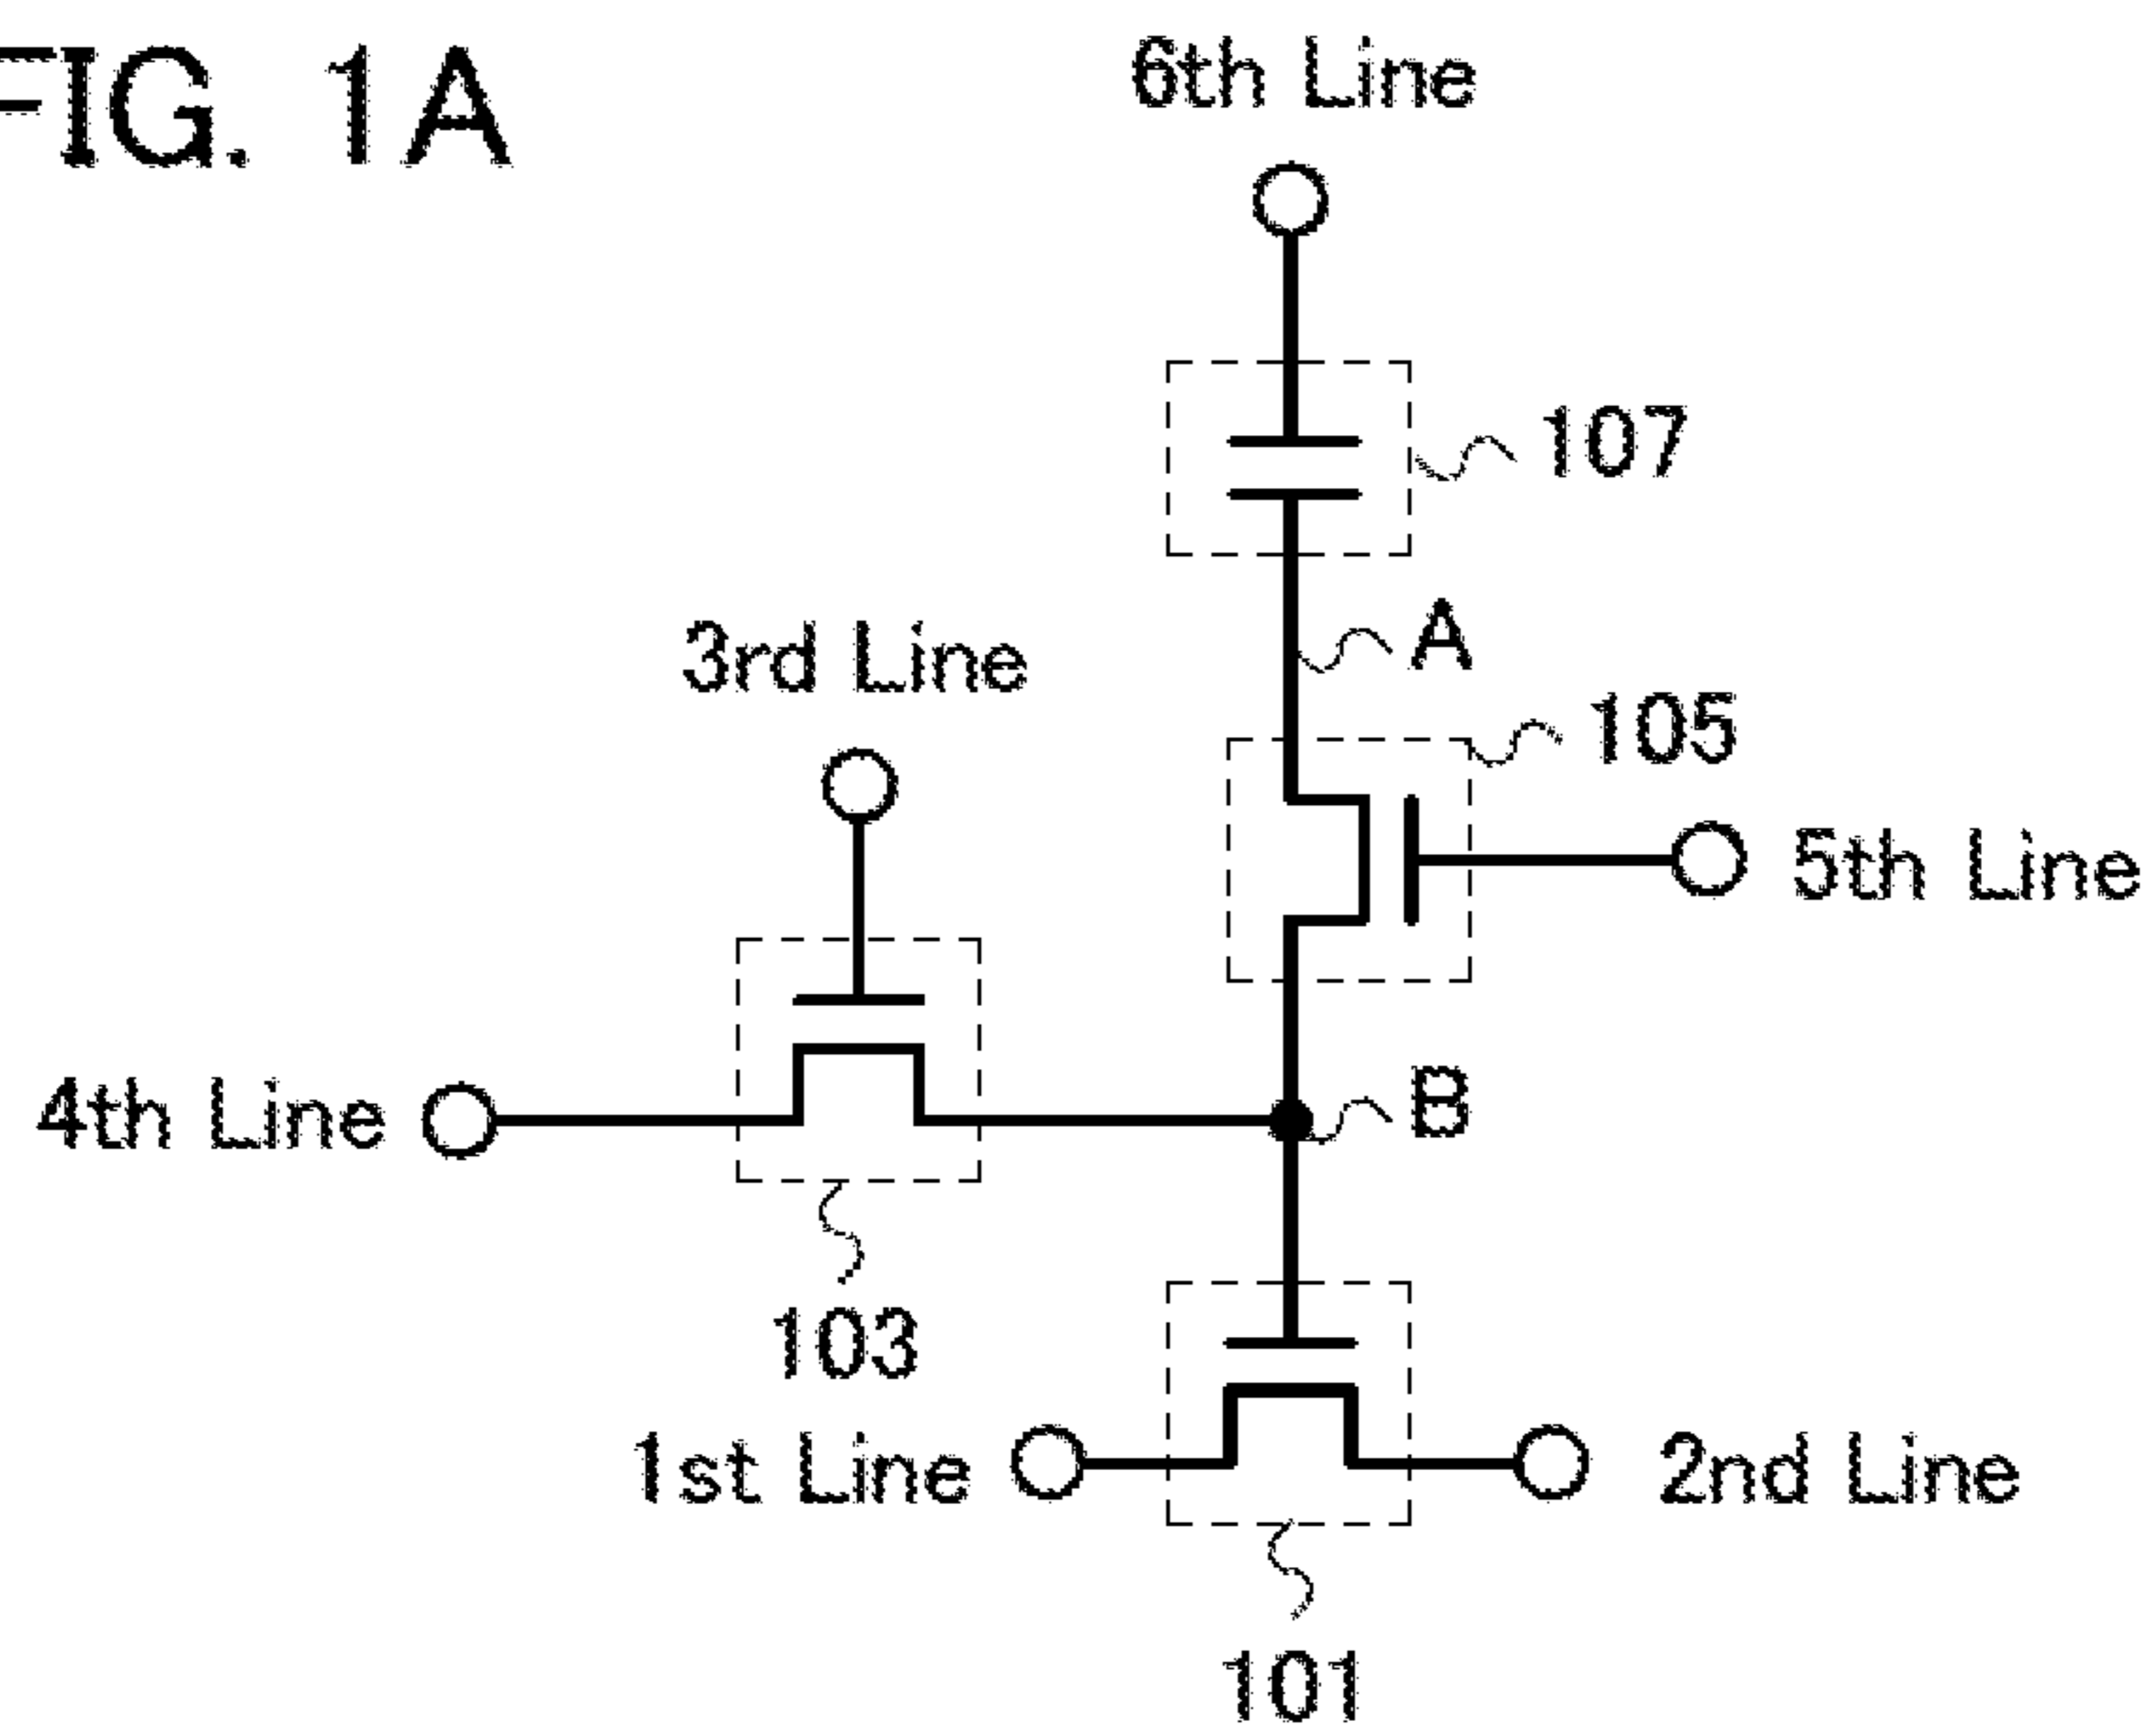 FIG. 1A
6th Line
107
A
3rd Line
105
5th Line
4th Line
B
103
1st Line
2nd Line
101